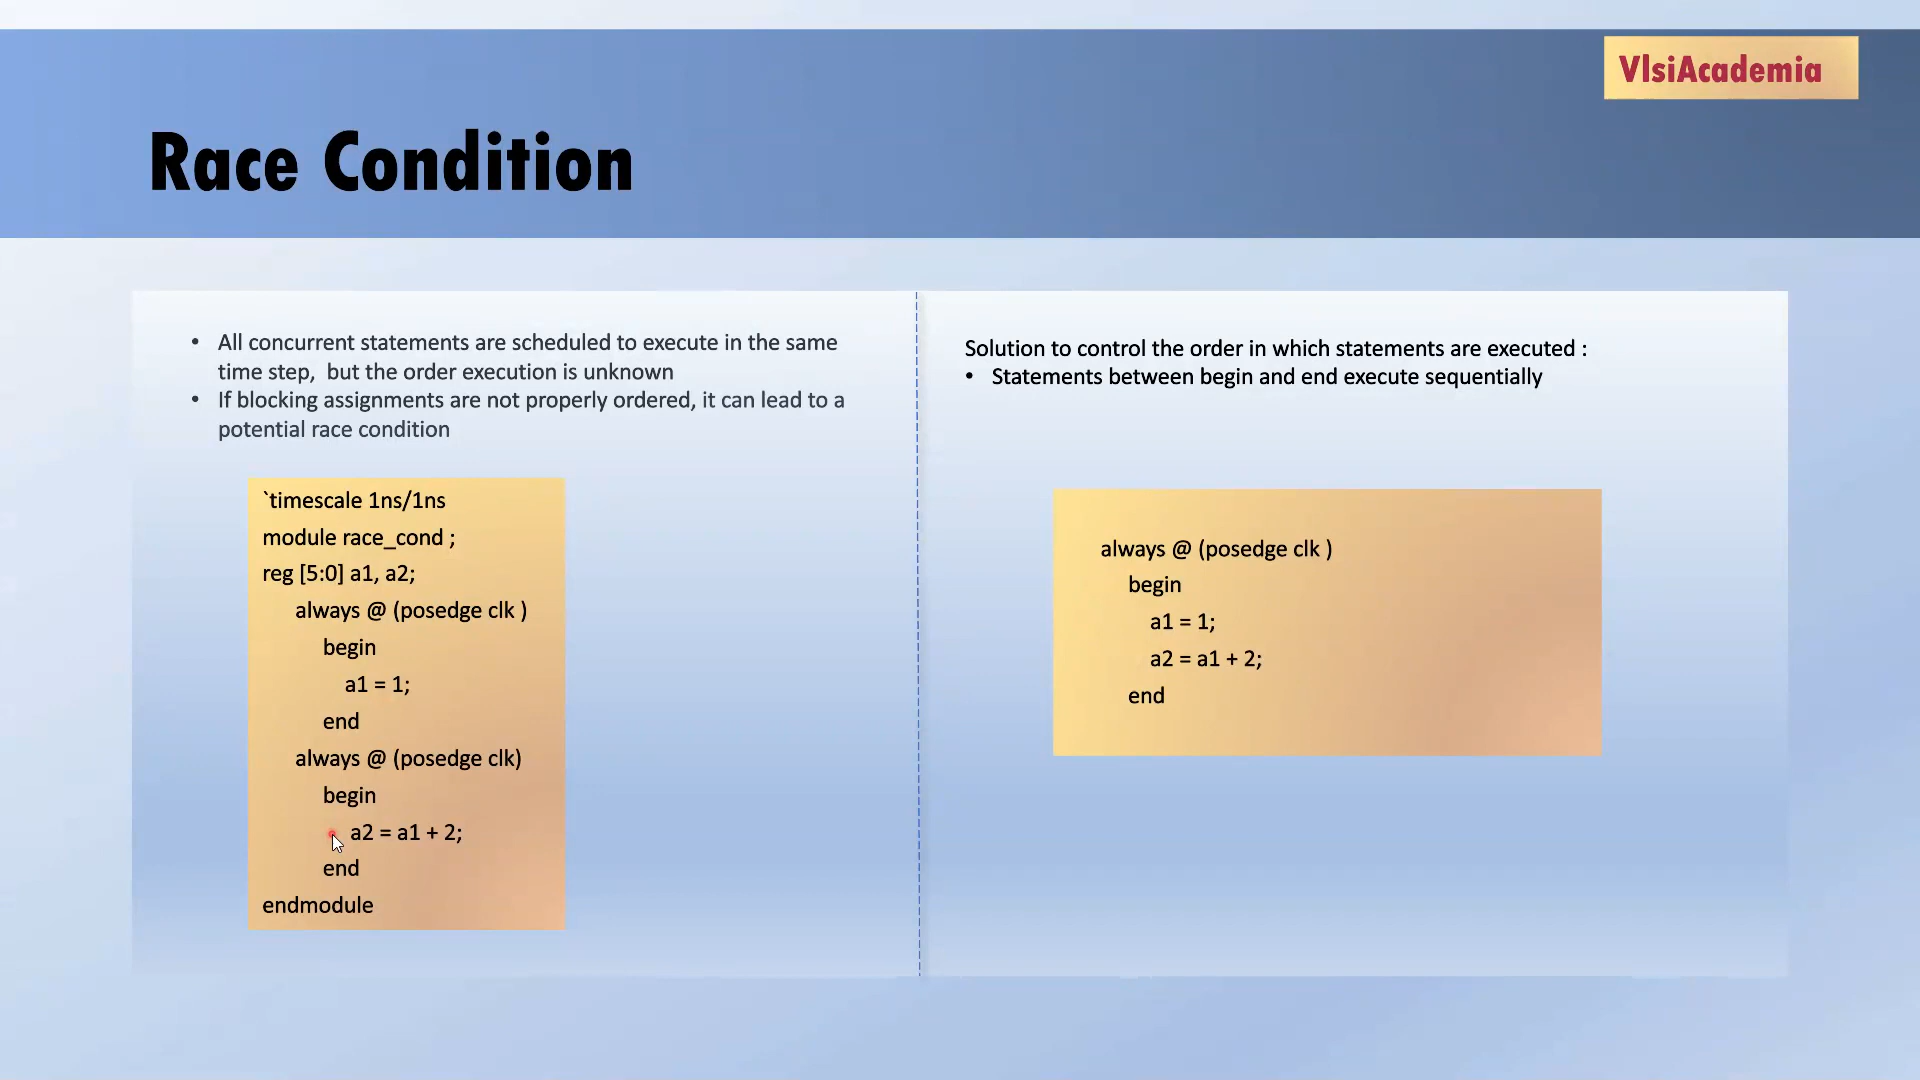 VlsiAcademia
Race Condition
• All concurrent statements are scheduled to execute in the same
time step, but the order execution is unknown
• If blocking assignments are not properly ordered, it can lead to a
potential race condition
`timescale 1ns/1ns
module race_cond ;
reg [5:0] a1, a2;
always @ (posedge clk )
begin
a1 = 1;
end
always @ (posedge clk)
begin
a2 = a1 + 2;
end
endmodule
Solution to control the order in which statements are executed :
• Statements between begin and end execute sequentially
always @ (posedge clk )
begin
a1 = 1;
a2 = a1 + 2;
end